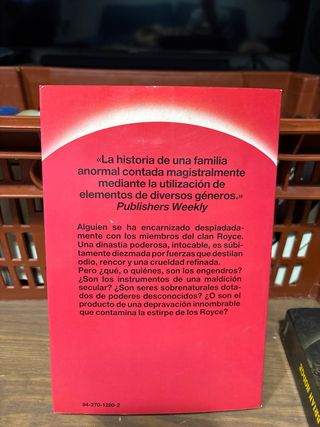 «La historia de una familia
anormal contada magistralmente
mediante la utilización de
elementos de diversos géneros.»
Publishers Weekly
Alguien se ha encarnizado despiadada-
mente con los miembros del clan Royce.
Una dinastía poderosa, intocable, es súbi-
tamente diezmada por fuerzas que destilan
odio, rencor y una crueldad refinada.
Pero ¿qué, o quiénes, son los engendros?
¿Son los instrumentos de una maldición
secular? ¿Son seres sobrenaturales dota-
dos de poderes desconocidos? ¿O son el
producto de una depravación innombrable
que contamina la estirpe de los Royce?
84-270-1280-2